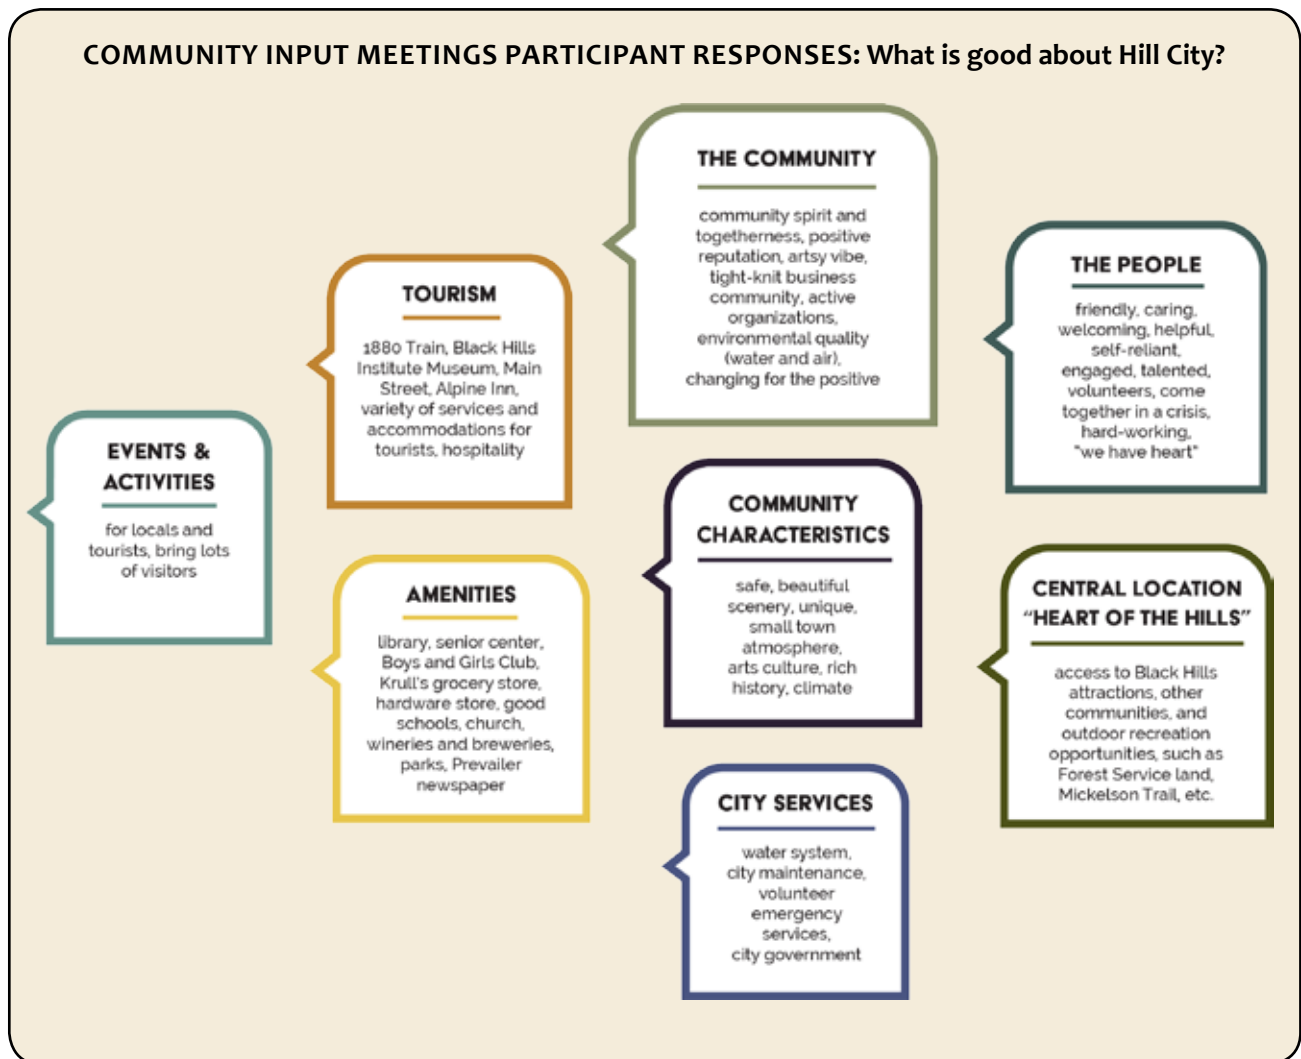 COMMUNITY INPUT MEETINGS PARTICIPANT RESPONSES: What is good about Hill City?
EVENTS &
ACTIVITIES
for locals and
tourists, bring lots
of visitors
TOURISM
1880 Train, Black Hills
Institute Museum, Main
Street, Alpine Inn,
variety of services and
accommodations for
tourists, hospitality
AMENITIES
library, senior center,
Boys and Girls Club,
Krull's grocery store,
hardware store, good
schools, church,
wineries and breweries,
parks, Prevailer
newspaper
THE COMMUNITY
community spirit and
togetherness, positive
reputation, artsy vibe,
tight-knit business
community, active
organizations,
environmental quality
(water and air),
changing for the positive
COMMUNITY
CHARACTERISTICS
safe, beautiful
scenery, unique,
small town
atmosphere,
arts culture, rich
history, climate
CITY SERVICES
water system,
city maintenance,
volunteer
emergency
services,
city government
THE PEOPLE
friendly, caring,
welcoming, helpful,
self-reliant,
engaged, talented,
volunteers, come
together in a crisis,
hard-working,
"we have heart"
CENTRAL LOCATION
"HEART OF THE HILLS"
access to Black Hills
attractions, other
communities, and
outdoor recreation
opportunities, such as
Forest Service land,
Mickelson Trail, etc.